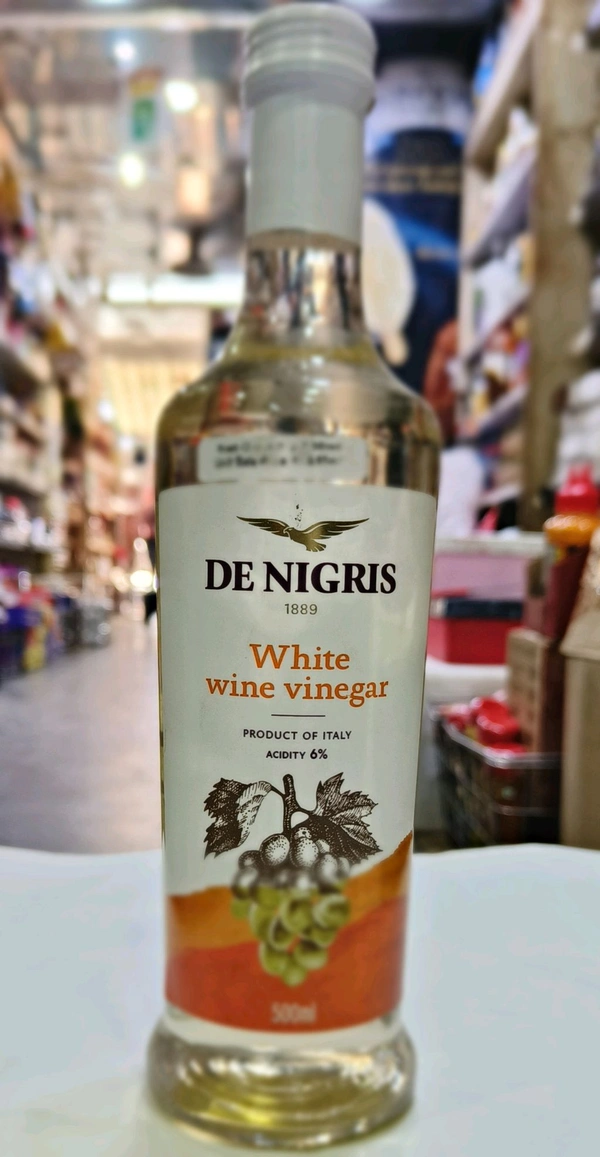 DE NIGRIS
1889
White
wine vinegar
PRODUCT OF ITALY
ACIDITY 6%
500ml